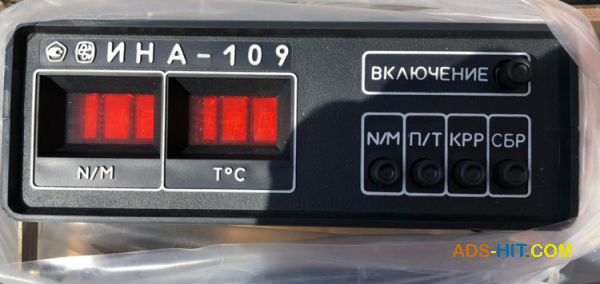 ИНА-109
ВКЛЮЧЕНИЕ
N/M
T°C
N/M П/Т КРР СБР
ADS-HIT.COM